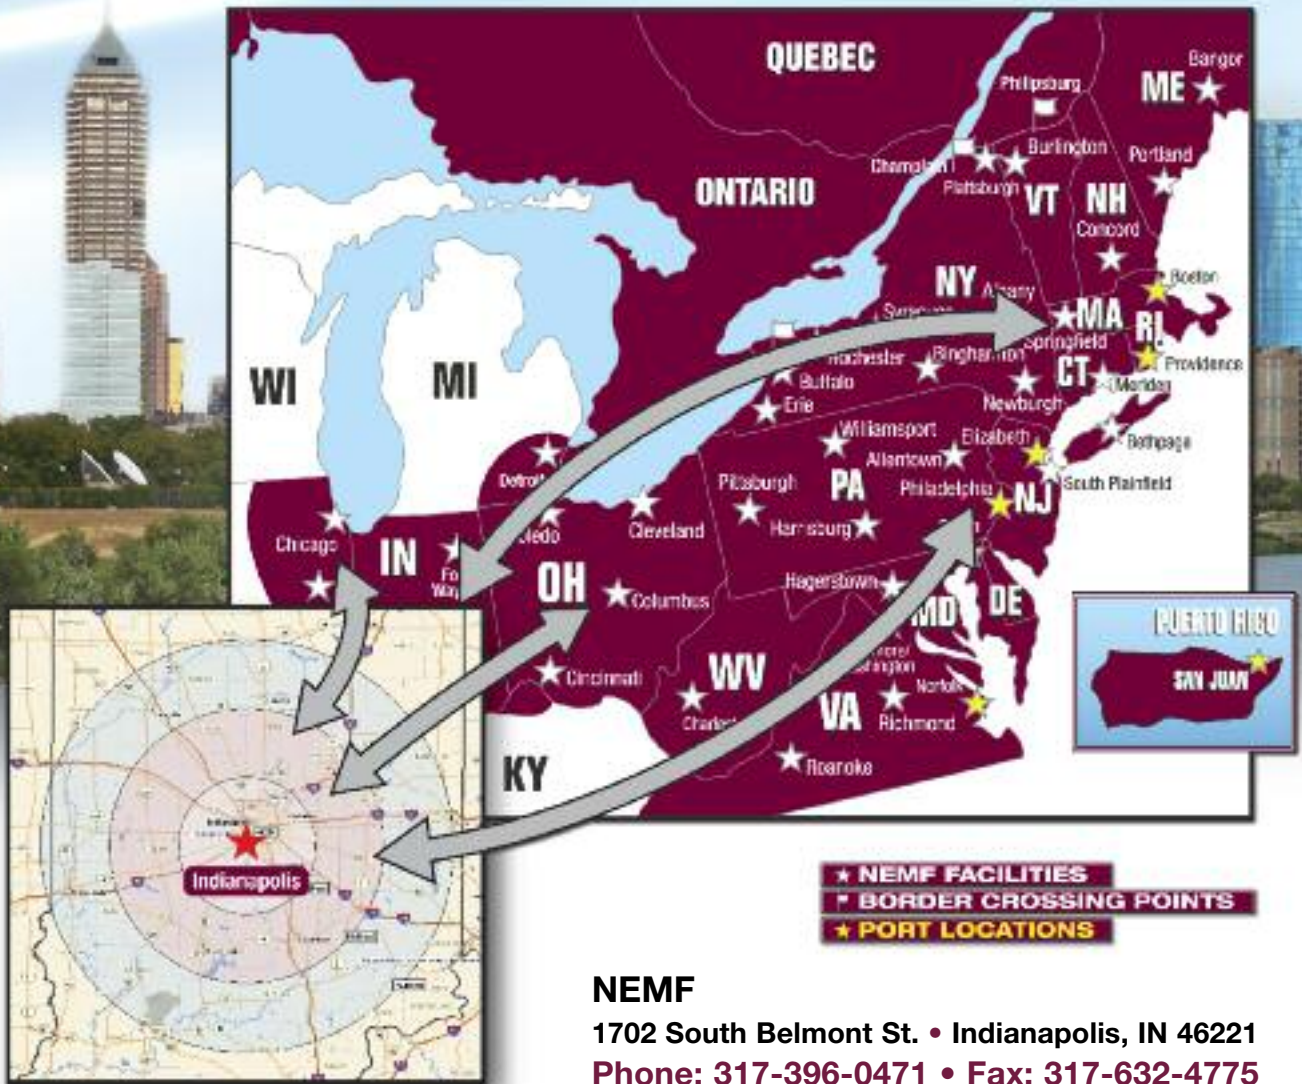 QUEBEC
Bangor
ME
Philipsburg
Burlington
Portland
Plattsburgh
ONTARIO
VT
NH
Concord
NY
Albany
Boston
MA
RI
Springfield
Rochester
Binghamton
CT
Providence
WI
MI
Buffalo
Meriden
Erie
Newburgh
Williamsport
Elizabeth
Bethpage
Allentown
Detroit
Pittsburgh
PA
Philadelphia
NJ
South Plainfield
Cleveland
Harrisburg
Chicago
IN
OH
Hagerstown
DE
Columbus
MD
PUERTO RICO
Cincinnati
WV
Norfolk
SAN JUAN
VA
Richmond
KY
Roanoke
Indianapolis
NEMF FACILITIES
BORDER CROSSING POINTS
PORT LOCATIONS
NEMF
1702 South Belmont St. • Indianapolis, IN 46221
Phone: 317-396-0471 • Fax: 317-632-4775